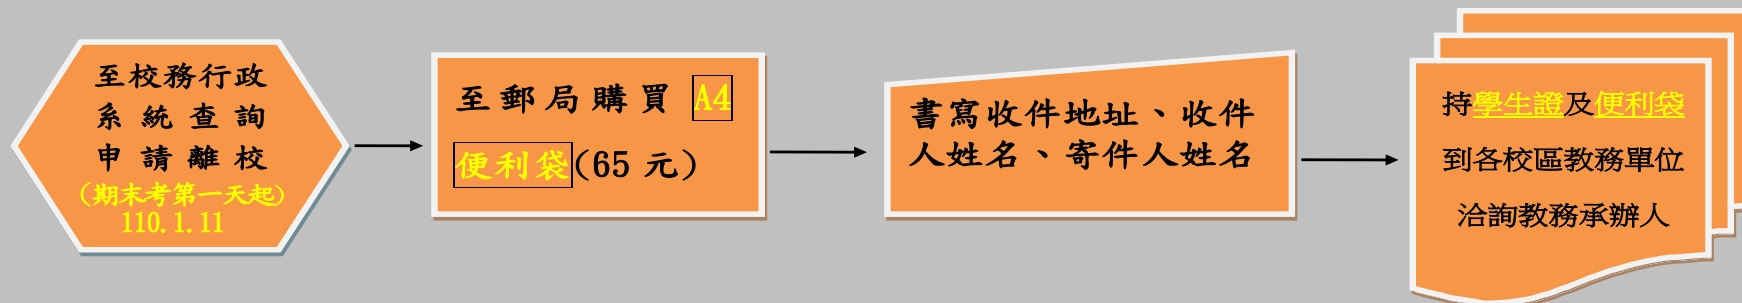 至校務行政
系統查詢
申請離校
(期末考第一天起)
110.1.11
至郵局購買 A4
便利袋(65 元)
書寫收件地址、收件
人姓名、寄件人姓名
持學生證及便利袋
到各校區教務單位
洽詢教務承辦人